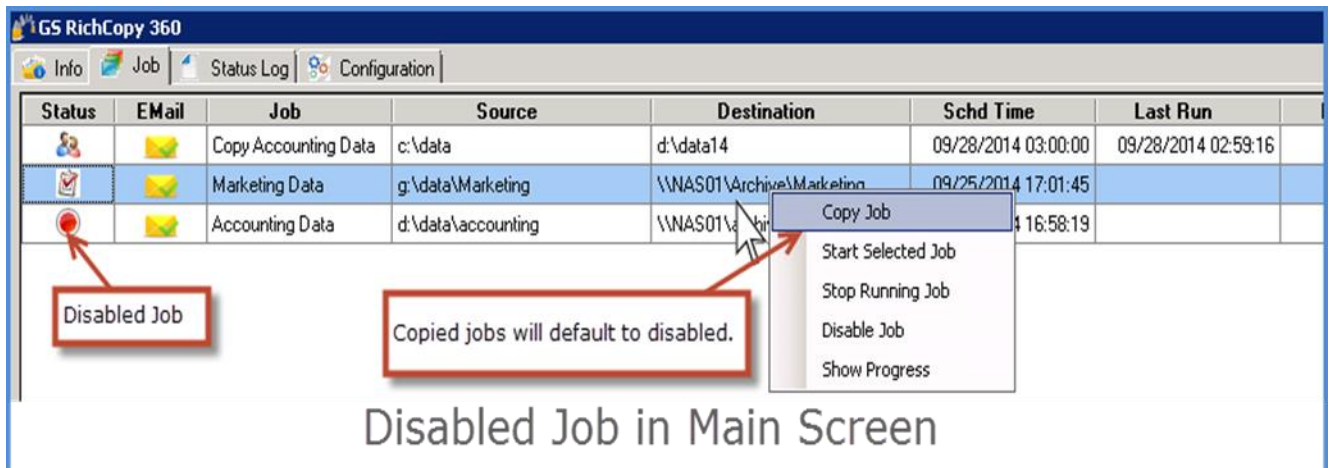 GS RichCopy 360
Info Job Status Log Configuration
Status EMail Job Source Destination Schd Time Last Run
Copy Accounting Data c:\data d:\data14 09/28/2014 03:00:00 09/28/2014 02:59:16
Marketing Data g:\data\Marketing \\NAS01\Archive\Marketing 09/25/2014 17:01:45
Accounting Data d:\data\accounting 16:58:19
Copy Job
Start Selected Job
Stop Running Job
Disable Job
Show Progress
Disabled Job
Copied jobs will default to disabled.
Disabled Job in Main Screen